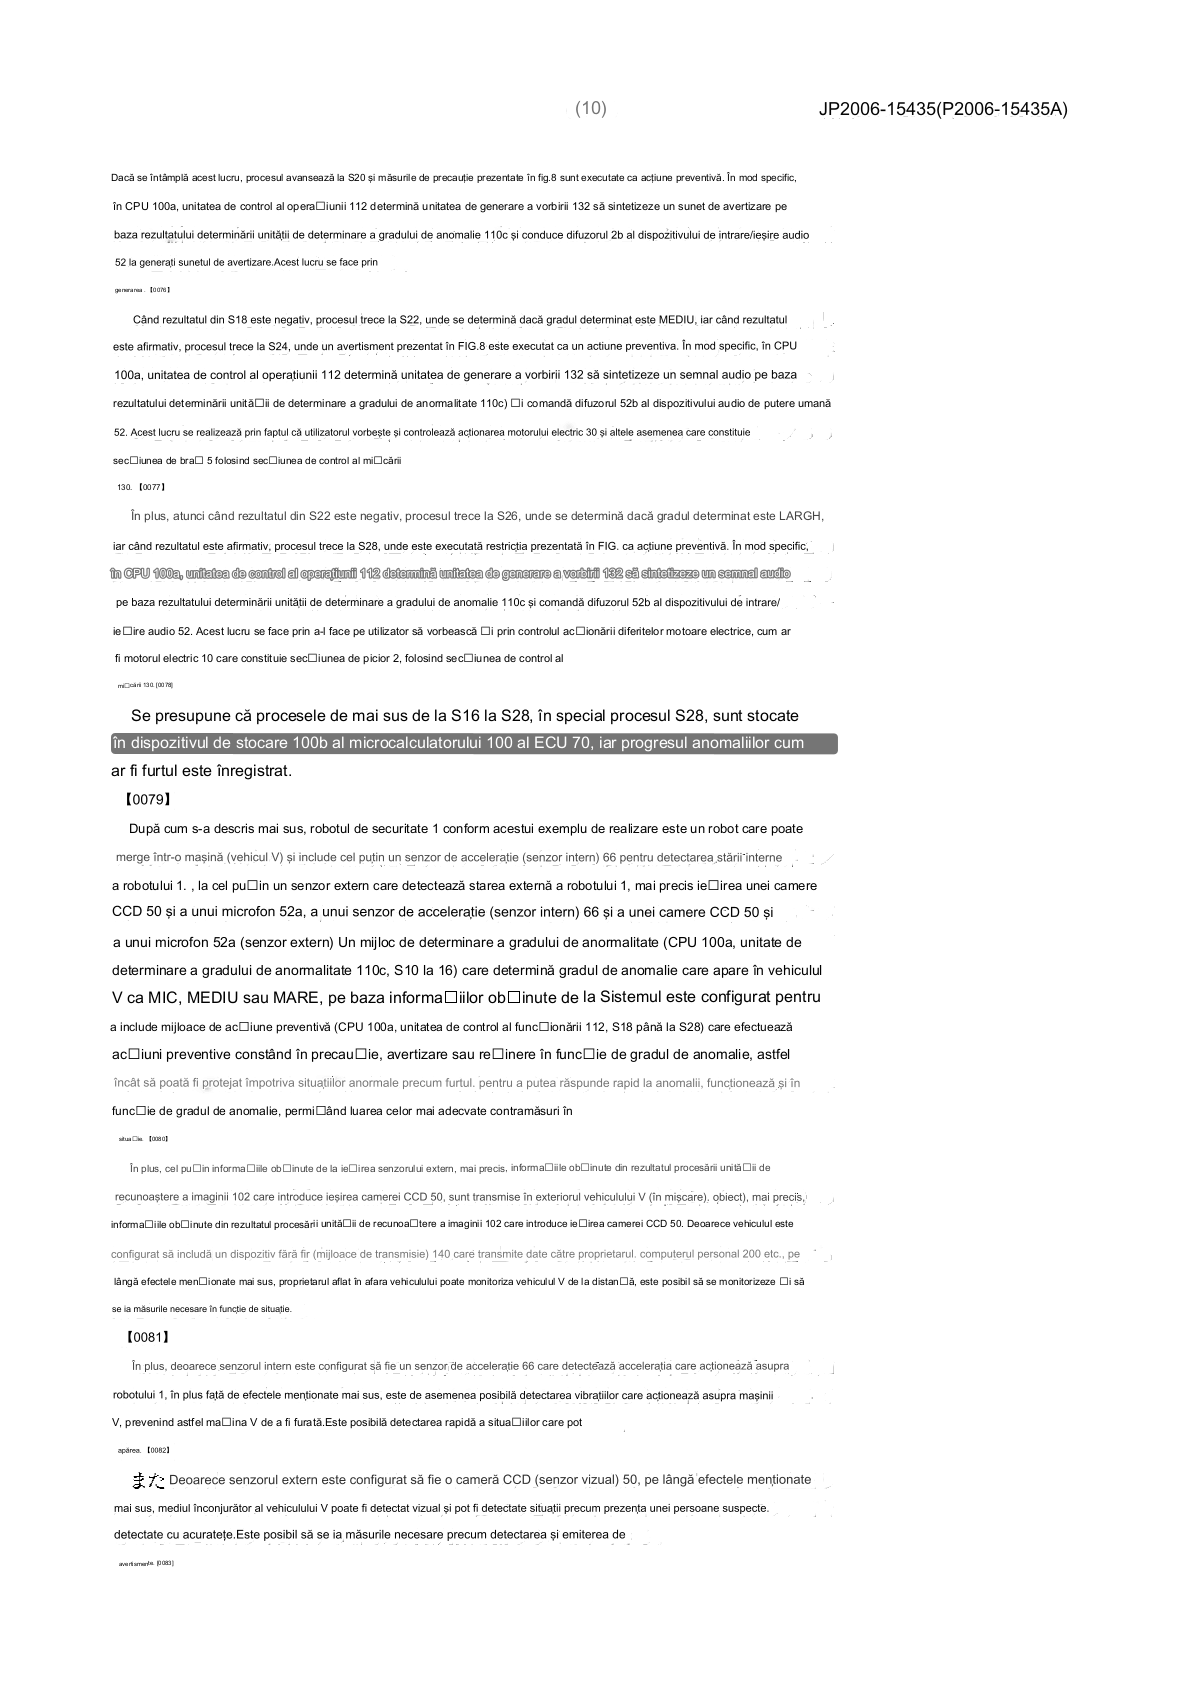 (10)
JP2006-15435(P2006-15435A)
Dacă se întâmplă acest lucru, procesul avansează la S20 și măsurile de precauție prezentate în fig.8 sunt executate ca acțiune preventivă. În mod specific,
în CPU 100a, unitatea de control al opera□iunii 112 determină unitatea de generare a vorbirii 132 să sintetizeze un sunet de avertizare pe
baza rezultatului determinării unității de determinare a gradului de anomalie 110c și conduce difuzorul 2b al dispozitivului de intrare/ieșire audio
52 la generați sunetul de avertizare.Acest lucru se face prin
generarea . 【0076】
Când rezultatul din S18 este negativ, procesul trece la S22, unde se determină dacă gradul determinat este MEDIU, iar când rezultatul
este afirmativ, procesul trece la S24, unde un avertisment prezentat în FIG.8 este executat ca un actiune preventiva. În mod specific, în CPU
100a, unitatea de control al operațiunii 112 determină unitatea de generare a vorbirii 132 să sintetizeze un semnal audio pe baza
rezultatului determinării unită□ii de determinare a gradului de anormalitate 110c) □i comandă difuzorul 52b al dispozitivului audio de putere umană
52. Acest lucru se realizează prin faptul că utilizatorul vorbește și controlează acționarea motorului electric 30 și altele asemenea care constituie
sec□iunea de bra□ 5 folosind sec□iunea de control al mi□cării
130. 【0077】
În plus, atunci când rezultatul din S22 este negativ, procesul trece la S26, unde se determină dacă gradul determinat este LARGH,
iar când rezultatul este afirmativ, procesul trece la S28, unde este executată restricția prezentată în FIG. ca acțiune preventivă. În mod specific,
în CPU 100a, unitatea de control al operațiunii 112 determină unitatea de generare a vorbirii 132 să sintetizeze un semnal audio
pe baza rezultatului determinării unității de determinare a gradului de anomalie 110c și comandă difuzorul 52b al dispozitivului de intrare/
ie□ire audio 52. Acest lucru se face prin a-l face pe utilizator să vorbească □i prin controlul ac□ionării diferitelor motoare electrice, cum ar
fi motorul electric 10 care constituie sec□iunea de picior 2, folosind sec□iunea de control al
mi□cării 130. [0078]
Se presupune că procesele de mai sus de la S16 la S28, în special procesul S28, sunt stocate
în dispozitivul de stocare 100b al microcalculatorului 100 al ECU 70, iar progresul anomaliilor cum
ar fi furtul este înregistrat.
【0079】
După cum s-a descris mai sus, robotul de securitate 1 conform acestui exemplu de realizare este un robot care poate
merge într-o mașină (vehicul V) și include cel puțin un senzor de accelerație (senzor intern) 66 pentru detectarea stării interne
a robotului 1. , la cel pu□in un senzor extern care detectează starea externă a robotului 1, mai precis ie□irea unei camere
CCD 50 și a unui microfon 52a, a unui senzor de accelerație (senzor intern) 66 și a unei camere CCD 50 și
a unui microfon 52a (senzor extern) Un mijloc de determinare a gradului de anormalitate (CPU 100a, unitate de
determinare a gradului de anormalitate 110c, S10 la 16) care determină gradul de anomalie care apare în vehiculul
V ca MIC, MEDIU sau MARE, pe baza informa□iilor ob□inute de la Sistemul este configurat pentru
a include mijloace de ac□iune preventivă (CPU 100a, unitatea de control al func□ionării 112, S18 până la S28) care efectuează
ac□iuni preventive constând în precau□ie, avertizare sau re□inere în func□ie de gradul de anomalie, astfel
încât să poată fi protejat împotriva situațiilor anormale precum furtul. pentru a putea răspunde rapid la anomalii, funcționează și în
func□ie de gradul de anomalie, permi□ând luarea celor mai adecvate contramăsuri în
situa□ie. 【0080】
În plus, cel pu□in informa□iile ob□inute de la ie□irea senzorului extern, mai precis, informa□iile ob□inute din rezultatul procesării unită□ii de
recunoaștere a imaginii 102 care introduce ieșirea camerei CCD 50, sunt transmise în exteriorul vehiculului V (în mișcare). obiect), mai precis,
informa□iile ob□inute din rezultatul procesării unită□ii de recunoa□tere a imaginii 102 care introduce ie□irea camerei CCD 50. Deoarece vehiculul este
configurat să includă un dispozitiv fără fir (mijloace de transmisie) 140 care transmite date către proprietarul. computerul personal 200 etc., pe
lângă efectele men□ionate mai sus, proprietarul aflat în afara vehiculului poate monitoriza vehiculul V de la distan□ă, este posibil să se monitorizeze □i să
se ia măsurile necesare în funcție de situație.
【0081】
În plus, deoarece senzorul intern este configurat să fie un senzor de accelerație 66 care detectează accelerația care acționează asupra
robotului 1, în plus față de efectele menționate mai sus, este de asemenea posibilă detectarea vibrațiilor care acționează asupra mașinii
V, prevenind astfel ma□ina V de a fi furată.Este posibilă detectarea rapidă a situa□iilor care pot
apărea. 【0082】
また Deoarece senzorul extern este configurat să fie o cameră CCD (senzor vizual) 50, pe lângă efectele menționate
mai sus, mediul înconjurător al vehiculului V poate fi detectat vizual și pot fi detectate situații precum prezența unei persoane suspecte.
detectate cu acuratețe.Este posibil să se ia măsurile necesare precum detectarea și emiterea de
avertismente. [0083]